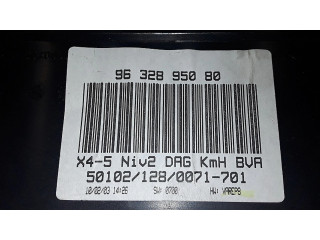 96 328 950 80
X4-5 Niv2 DAG KmH BVA
50102/128/0071-701
10/02/03 14:26 SW: 0700 HW: VAREP8